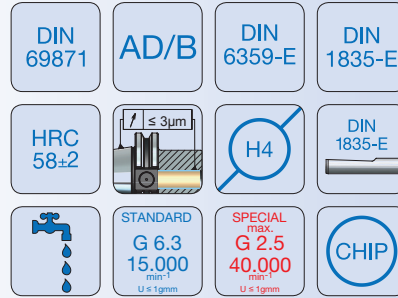 DIN
69871
AD/B
DIN
6359-E
DIN
1835-E
HRC
58±2
≤ 3µm
H4
DIN
1835-E
STANDARD
G 6.3
15.000
min⁻¹
U ≤ 1gmm
SPECIAL
max.
G 2.5
40.000
min⁻¹
U ≤ 1gmm
CHIP